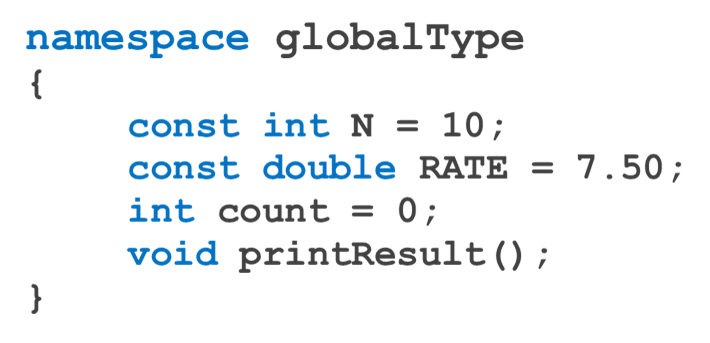 namespace globalType
{
const int N = 10;
const double RATE = 7.50;
int count = 0;
void printResult();
}